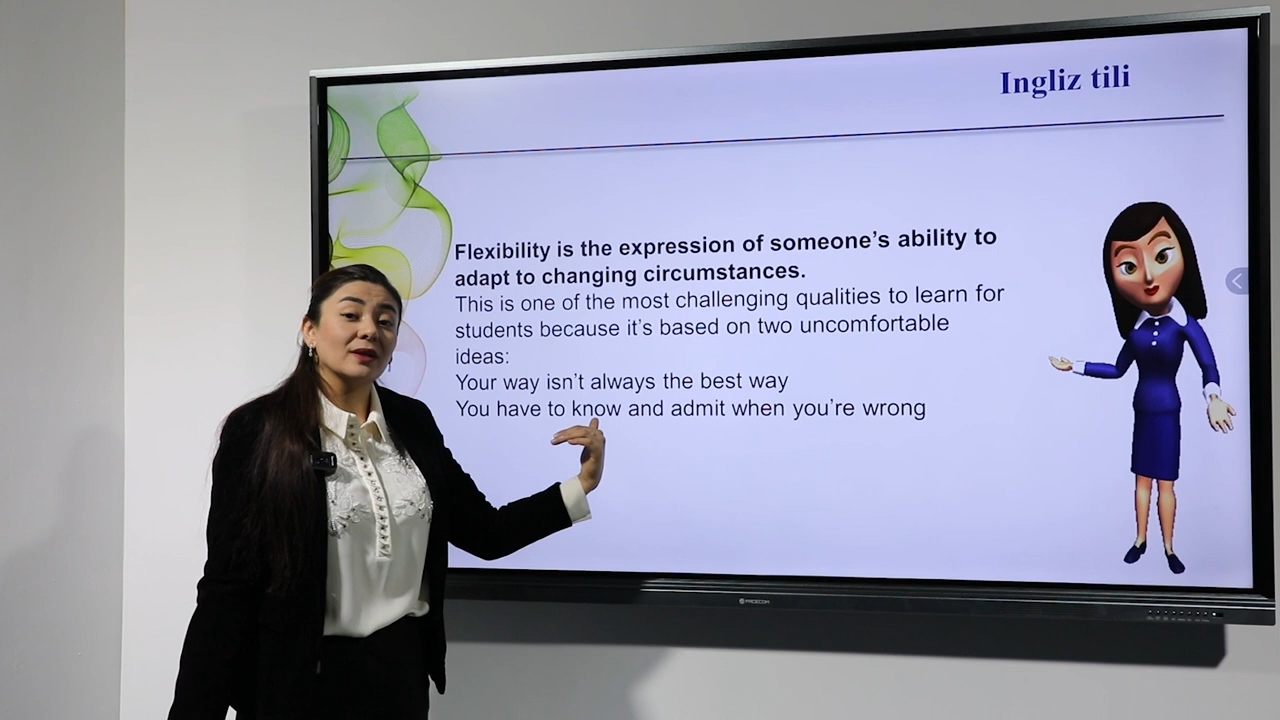 Ingliz tili
Flexibility is the expression of someone’s ability to
adapt to changing circumstances.
This is one of the most challenging qualities to learn for
students because it’s based on two uncomfortable
ideas:
Your way isn’t always the best way
You have to know and admit when you’re wrong